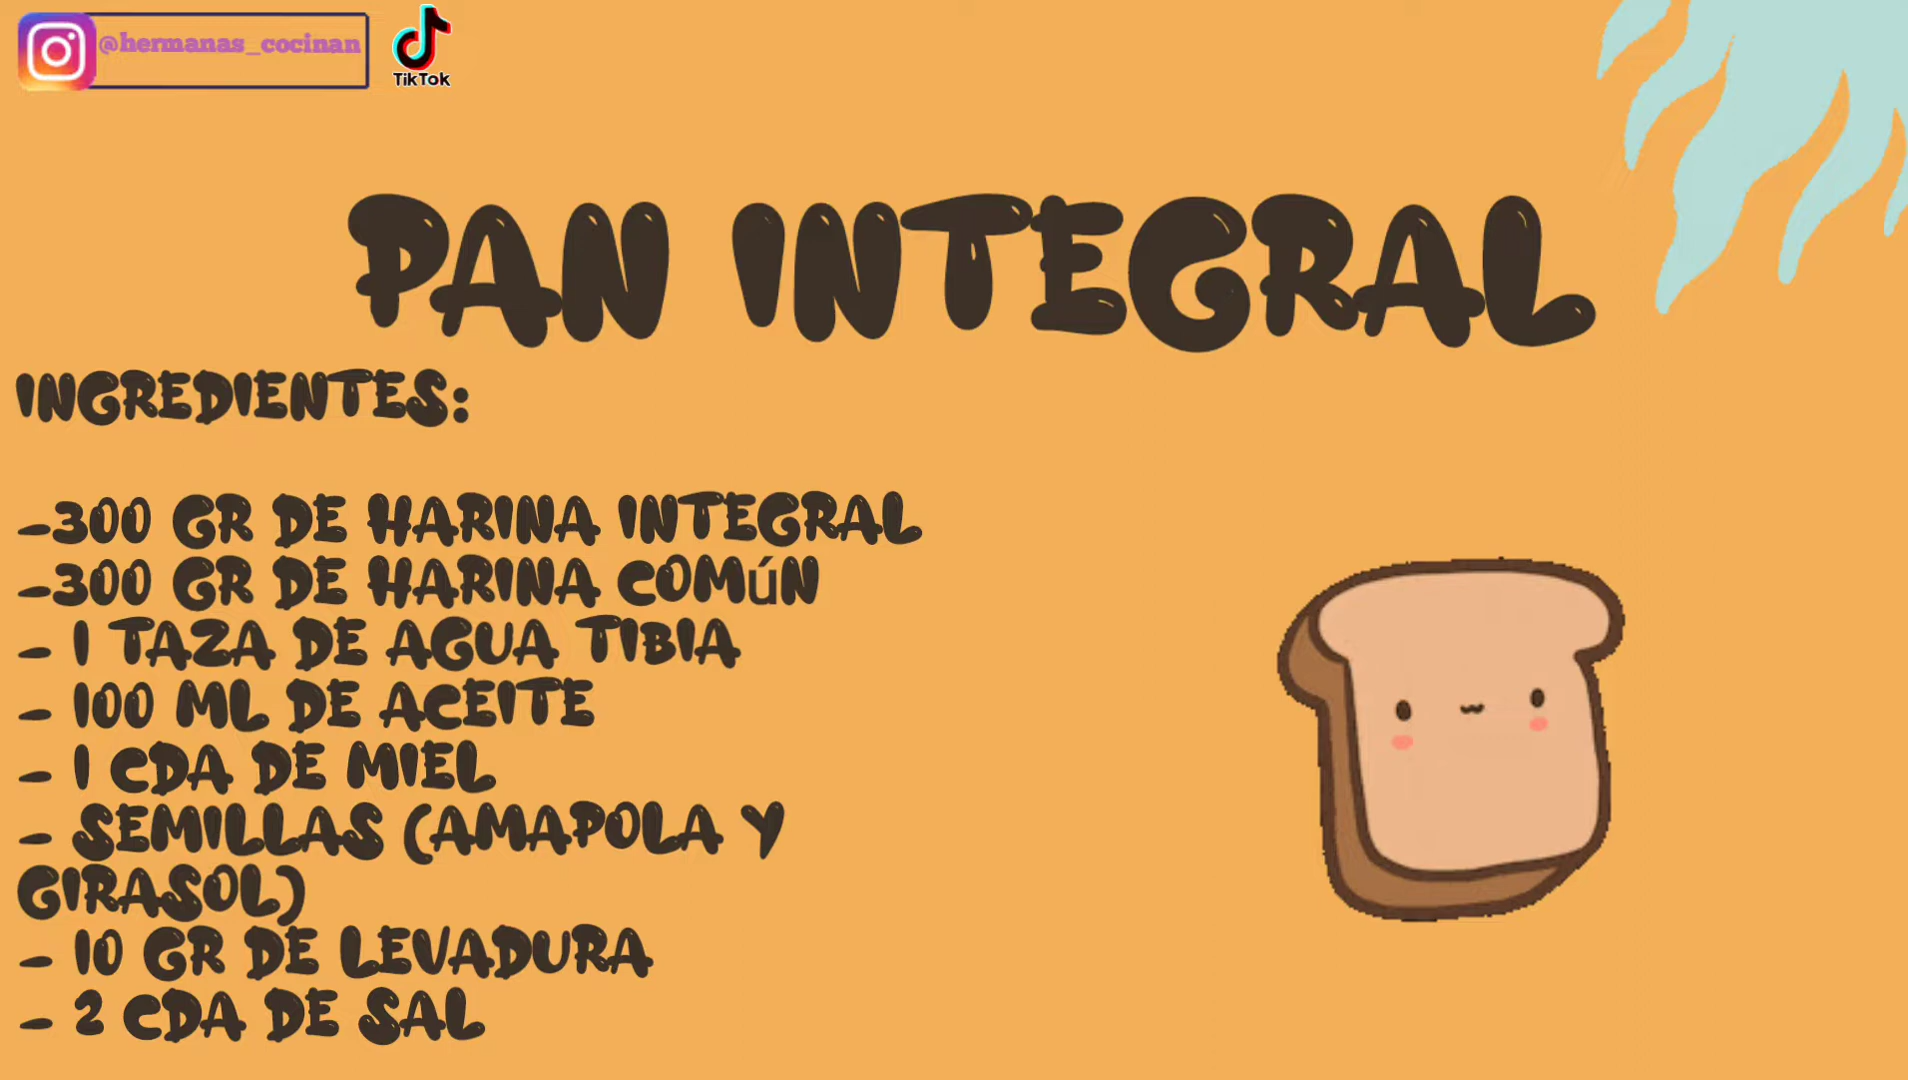 @hermanas_cocinan
TikTok
PAN INTEGRAL
INGREDIENTES:
-300 GR DE HARINA INTEGRAL
-300 GR DE HARINA COMúN
- 1 TAZA DE AGUA TIBIA
- 100 ML DE ACEITE
- 1 CDA DE MIEL
- SEMILLAS (AMAPOLA Y
GIRASOL)
- 10 GR DE LEVADURA
- 2 CDA DE SAL